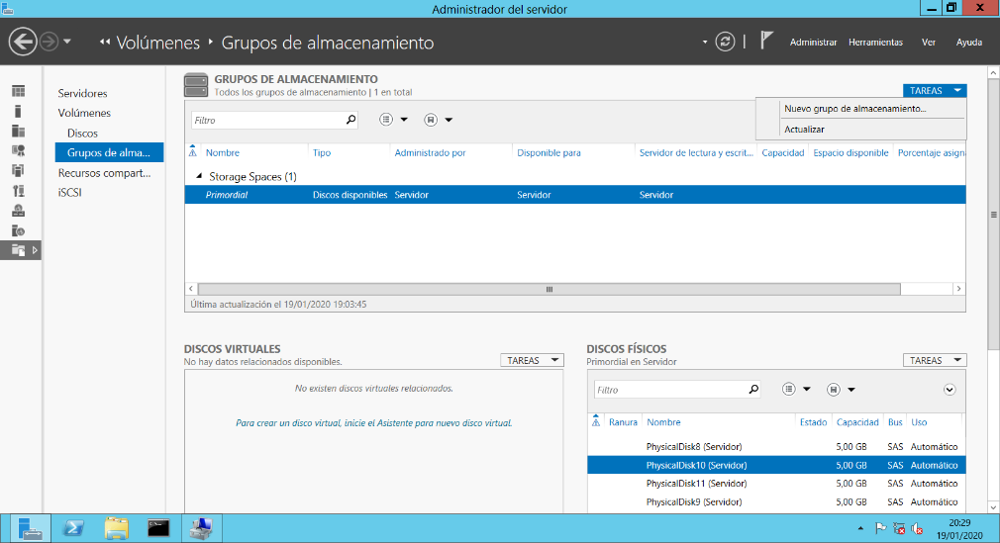 Administrador del servidor
Volúmenes
Grupos de almacenamiento
Administrar
Herramientas
Ver
Ayuda
Servidores
Volúmenes
Discos
Grupos de alma...
Recursos compart...
iSCSI
GRUPOS DE ALMACENAMIENTO
Todos los grupos de almacenamiento | 1 en total
TAREAS
Nuevo grupo de almacenamiento...
Actualizar
Filtro
Nombre Tipo Administrado por Disponible para Servidor de lectura y escrit... Capacidad Espacio disponible Porcentaje asign
Storage Spaces (1)
Primordial Discos disponibles Servidor Servidor Servidor
Última actualización el 19/01/2020 19:03:45
DISCOS VIRTUALES
No hay datos relacionados disponibles.
TAREAS
No existen discos virtuales relacionados.
Para crear un disco virtual, inicie el Asistente para nuevo disco virtual.
DISCOS FÍSICOS
Primordial en Servidor
TAREAS
Filtro
Ranura Nombre Estado Capacidad Bus Uso
PhysicalDisk8 (Servidor) 5,00 GB SAS Automático
PhysicalDisk10 (Servidor) 5,00 GB SAS Automático
PhysicalDisk11 (Servidor) 5,00 GB SAS Automático
PhysicalDisk9 (Servidor) 5,00 GB SAS Automático
20:29
19/01/2020